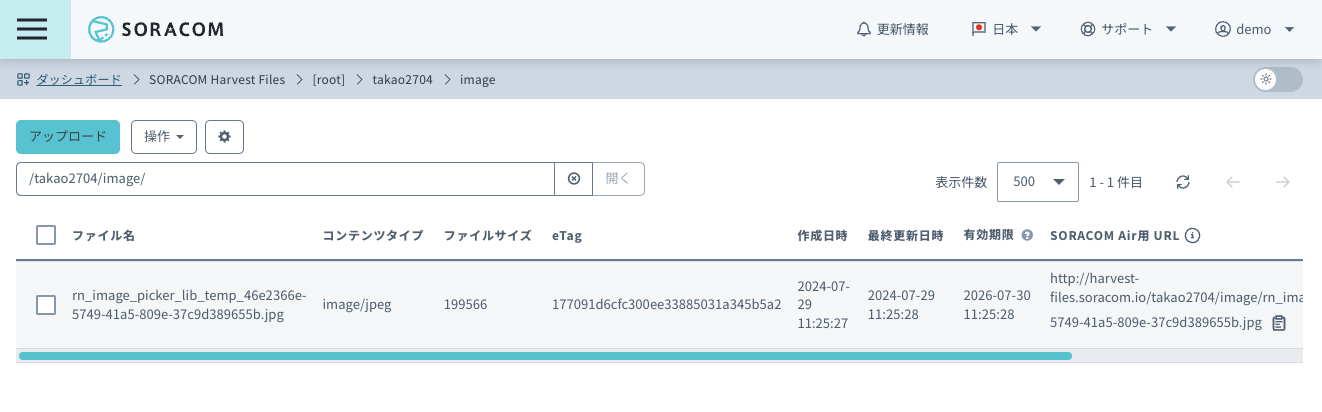 SORACOM
更新情報
日本
サポート
demo
ダッシュボード > SORACOM Harvest Files > [root] > takao2704 > image
アップロード
操作
/takao2704/image/
開く
表示件数
500
1 - 1 件目
ファイル名
コンテンツタイプ
ファイルサイズ
eTag
作成日時
最終更新日時
有効期限
SORACOM Air用 URL
rn_image_picker_lib_temp_46e2366e-
5749-41a5-809e-37c9d389655b.jpg
image/jpeg
199566
177091d6cfc300ee33885031a345b5a2
2024-07-
29
11:25:27
2024-07-29
11:25:28
2026-07-30
11:25:28
http://harvest-
files.soracom.io/takao2704/image/rn_ima
5749-41a5-809e-37c9d389655b.jpg